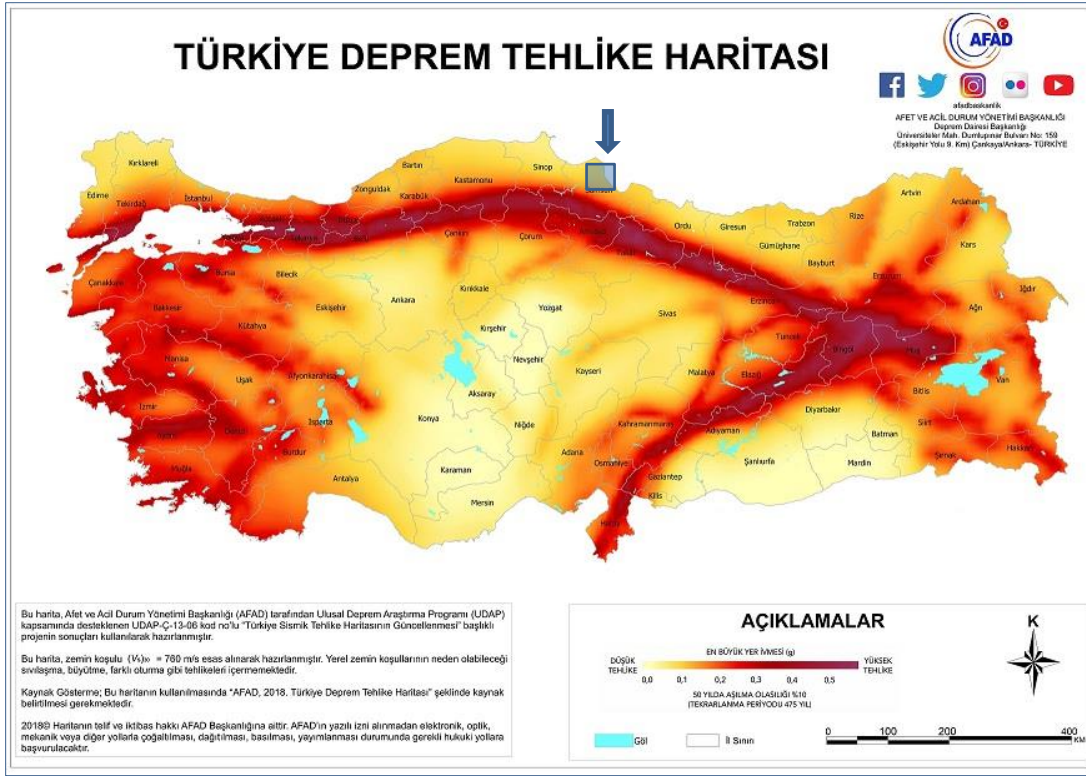 TÜRKİYE DEPREM TEHLİKE HARİTASI
AFAD
afadbaskanlik
AFET VE ACİL DURUM YÖNETİMİ BAŞKANLIĞI
Deprem Dairesi Başkanlığı
Üniversiteler Mah. Dumlupınar Bulvarı No: 159
(Eskişehir Yolu 9. Km) Çankaya/Ankara- TÜRKİYE
Kırklareli
Edirne
Tekirdağ
İstanbul
Zonguldak
Bartın
Karabük
Kastamonu
Sinop
Samsun
Ordu
Giresun
Trabzon
Rize
Artvin
Ardahan
Kars
Gümüşhane
Bayburt
Erzurum
Iğdır
Ağrı
Çanakkale
Balıkesir
Bursa
Bilecik
Eskişehir
Kütahya
Ankara
Çankırı
Çorum
Kırıkkale
Yozgat
Kırşehir
Sivas
Erzincan
Tunceli
Bingöl
Muş
Van
Bitlis
Manisa
Uşak
Afyonkarahisar
İzmir
Aydın
Denizli
Isparta
Burdur
Muğla
Antalya
Konya
Aksaray
Nevşehir
Kayseri
Niğde
Karaman
Mersin
Adana
Osmaniye
Kahramanmaraş
Malatya
Elazığ
Adıyaman
Gaziantep
Kilis
Hatay
Şanlıurfa
Diyarbakır
Mardin
Batman
Siirt
Şırnak
Hakkari
Bu harita, Afet ve Acil Durum Yönetimi Başkanlığı (AFAD) tarafından Ulusal Deprem Araştırma Programı (UDAP)
kapsamında desteklenen UDAP-Ç-13-06 kod no'lu "Türkiye Sismik Tehlike Haritasının Güncellenmesi" başlıklı
projenin sonuçları kullanılarak hazırlanmıştır.
Bu harita, zemin koşulu (Vs)30 = 760 m/s esas alınarak hazırlanmıştır. Yerel zemin koşullarının neden olabileceği
sıvılaşma, büyütme, farklı oturma gibi tehlikeleri içermemektedir.
Kaynak Gösterme; Bu haritanın kullanılmasında "AFAD, 2018. Türkiye Deprem Tehlike Haritası" şeklinde kaynak
belirtilmesi gerekmektedir.
2018© Haritanın telif ve iktibas hakkı AFAD Başkanlığına aittir. AFAD'ın yazılı izni alınmadan elektronik, optik,
mekanik veya diğer yollarla çoğaltılması, dağıtılması, basılması, yayımlanması durumunda gerekli hukuki yollara
başvurulacaktır.
AÇIKLAMALAR
EN BÜYÜK YER İVMESİ (g)
DÜŞÜK
TEHLİKE
YÜKSEK
TEHLİKE
0,0 0,1 0,2 0,3 0,4 0,5
50 YILDA AŞILMA OLASILIĞI %10
(TEKRARLANMA PERİYODU 475 YIL)
Göl
İl Sınırı
K
0 200 400
KM